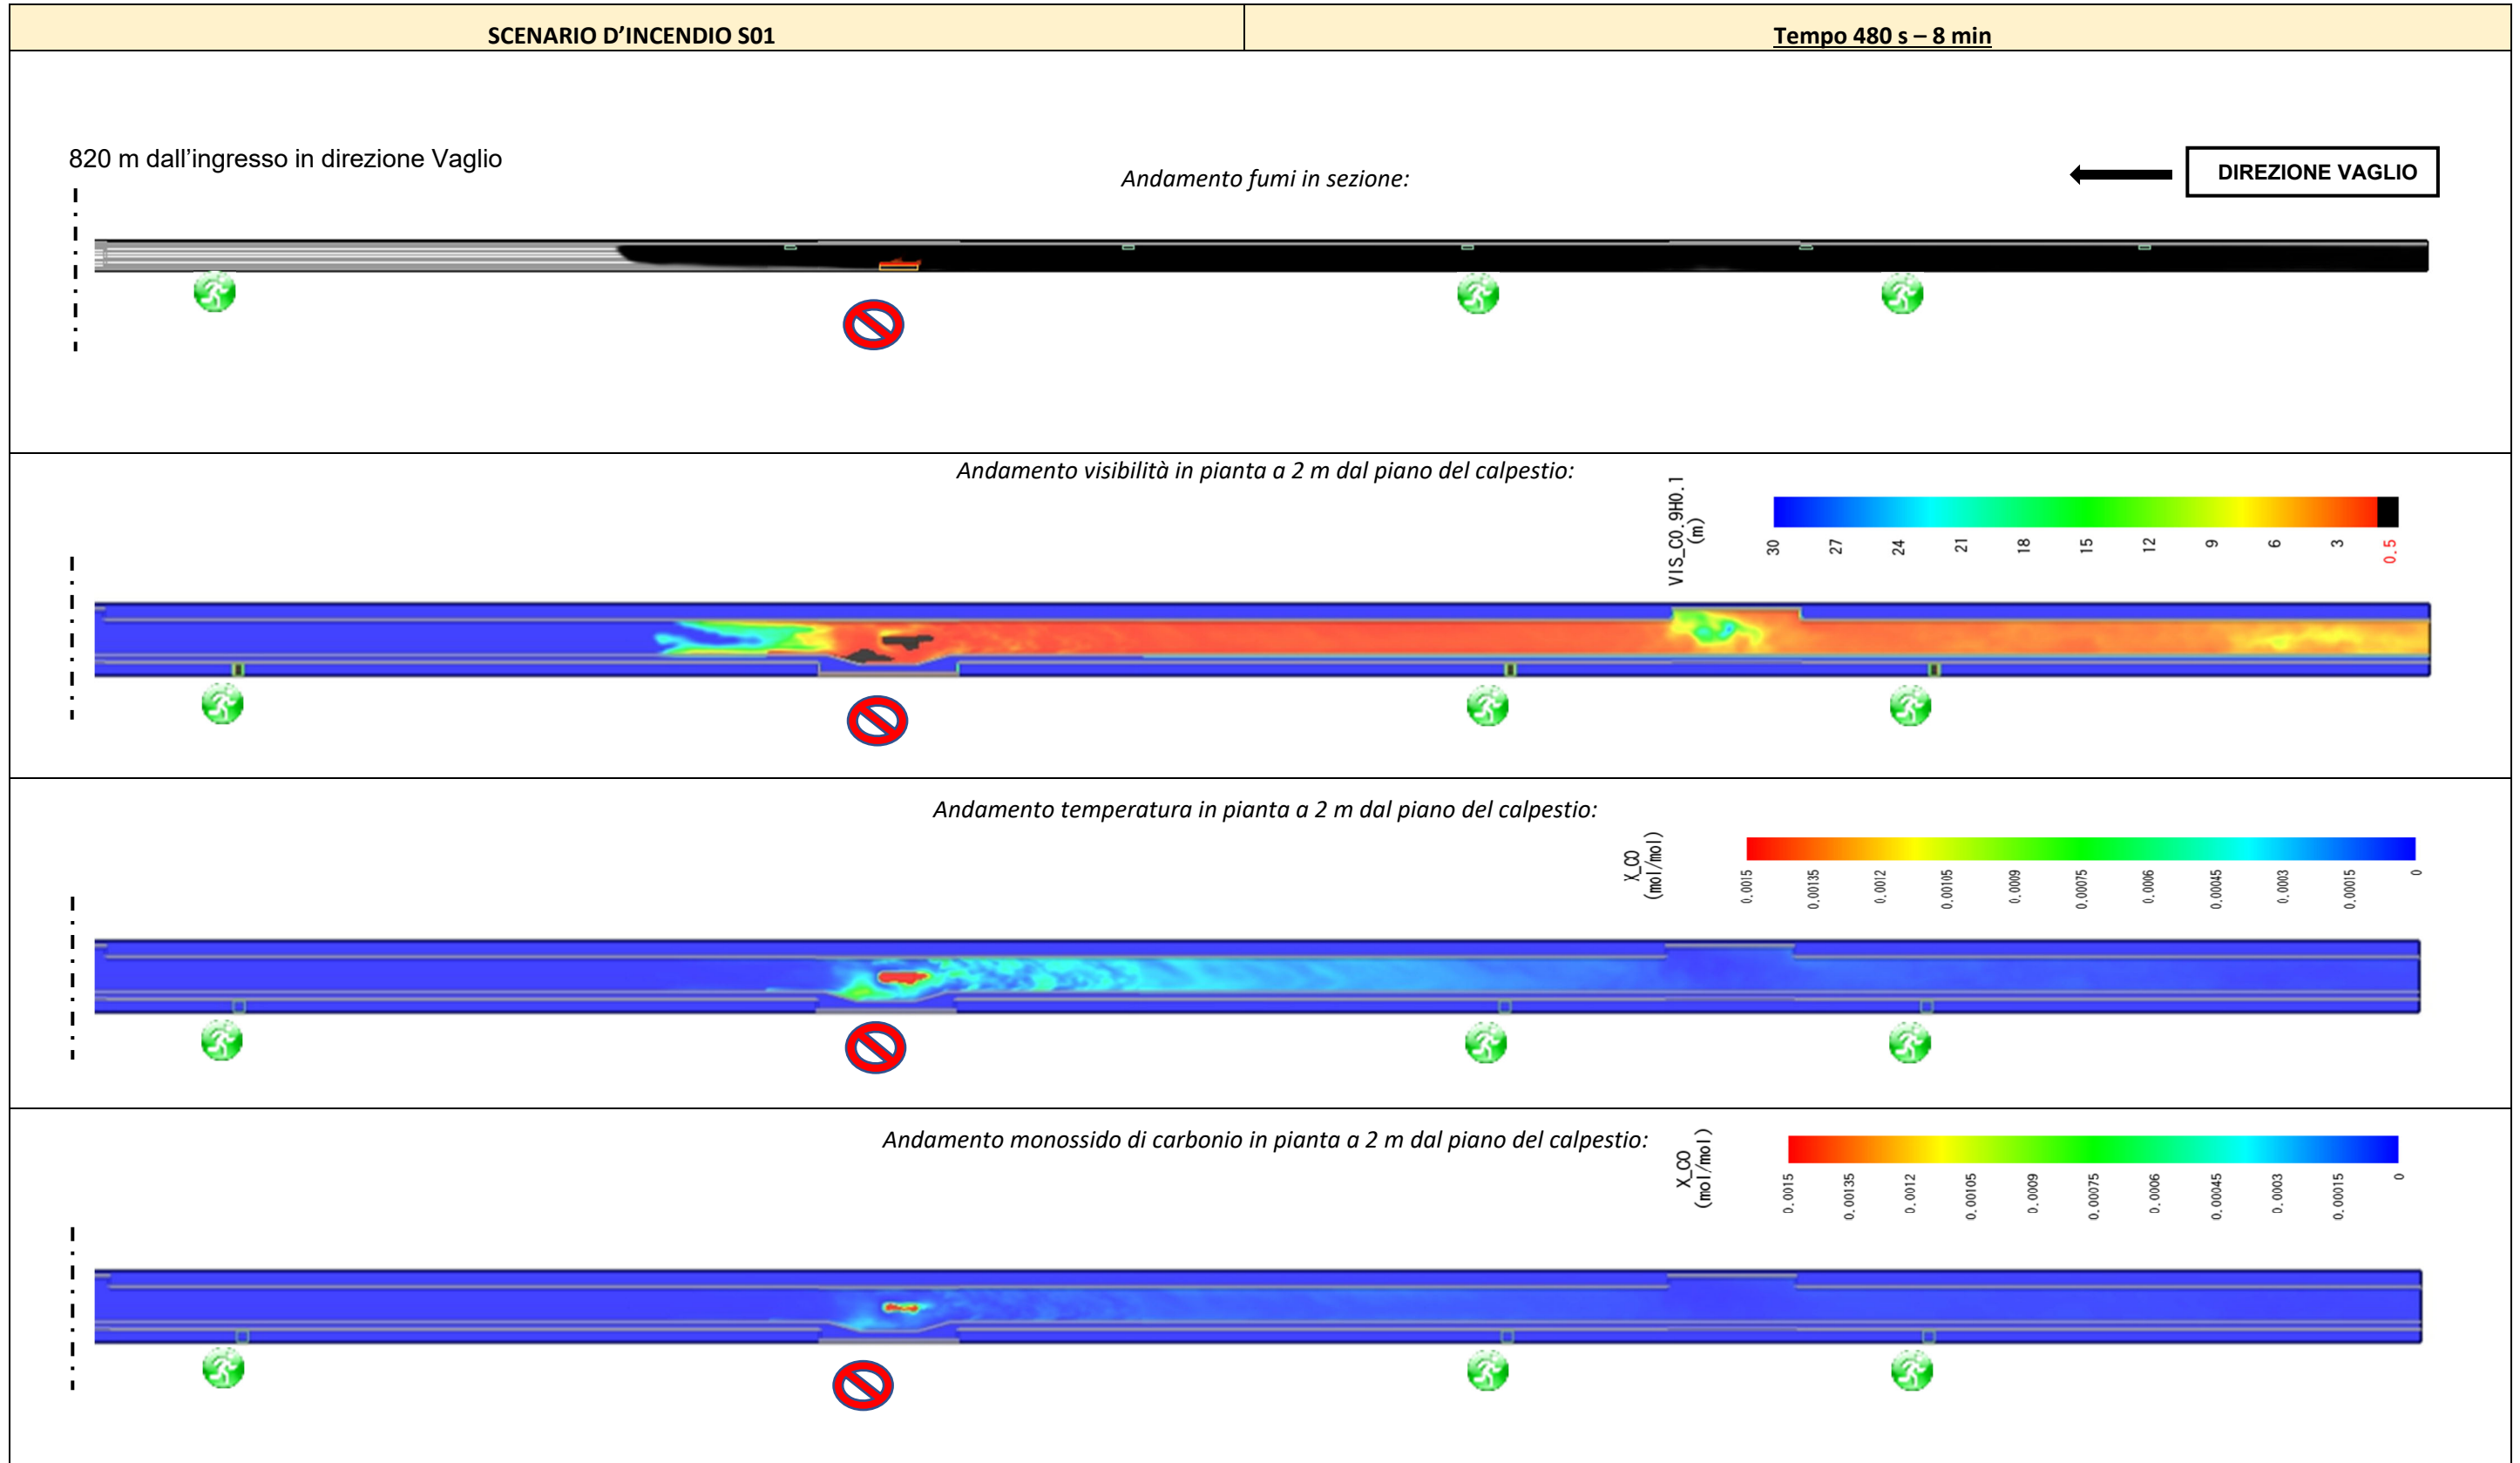 SCENARIO D'INCENDIO S01
Tempo 480 s – 8 min
820 m dall'ingresso in direzione Vaglio
Andamento fumi in sezione:
DIREZIONE VAGLIO
Andamento visibilità in pianta a 2 m dal piano del calpestio:
VIS_C0.9H0.1
(m)
30
27
24
21
18
15
12
9
6
3
0.5
Andamento temperatura in pianta a 2 m dal piano del calpestio:
X_CO
(mol/mol)
0.0015
0.00135
0.0012
0.00105
0.0009
0.00075
0.0006
0.00045
0.0003
0.00015
0
Andamento monossido di carbonio in pianta a 2 m dal piano del calpestio:
X_CO
(mol/mol)
0.0015
0.00135
0.0012
0.00105
0.0009
0.00075
0.0006
0.00045
0.0003
0.00015
0